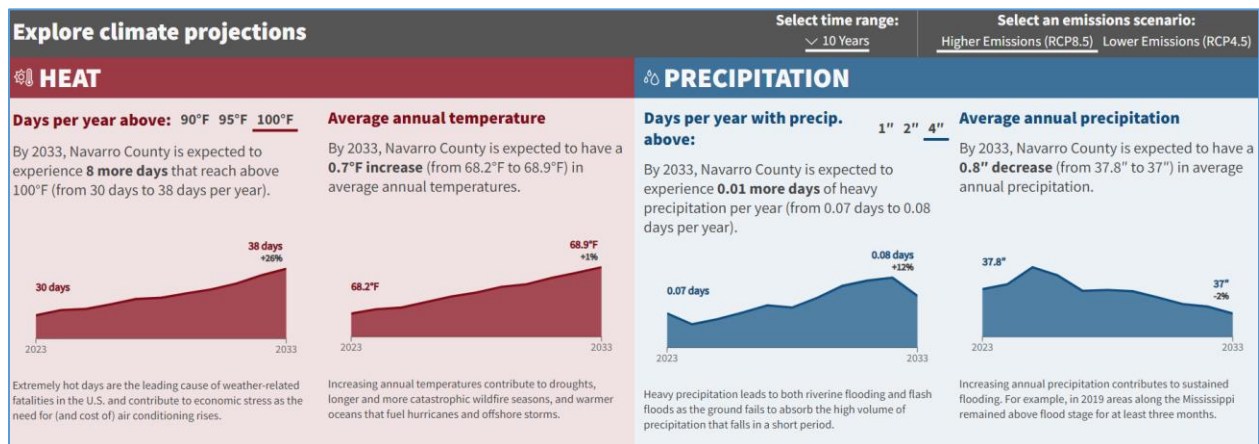 Explore climate projections
Select time range:
10 Years
Select an emissions scenario:
Higher Emissions (RCP8.5) Lower Emissions (RCP4.5)
HEAT
Days per year above: 90°F 95°F 100°F
By 2033, Navarro County is expected to
experience 8 more days that reach above
100°F (from 30 days to 38 days per year).
30 days
38 days
+26%
2023
2033
Extremely hot days are the leading cause of weather-related
fatalities in the U.S. and contribute to economic stress as the
need for (and cost of) air conditioning rises.
Average annual temperature
By 2033, Navarro County is expected to have a
0.7°F increase (from 68.2°F to 68.9°F) in
average annual temperatures.
68.2°F
68.9°F
+1%
2023
2033
Increasing annual temperatures contribute to droughts,
longer and more catastrophic wildfire seasons, and warmer
oceans that fuel hurricanes and offshore storms.
PRECIPITATION
Days per year with precip.
above:
1" 2" 4"
By 2033, Navarro County is expected to
experience 0.01 more days of heavy
precipitation per year (from 0.07 days to 0.08
days per year).
0.07 days
0.08 days
+12%
2023
2033
Heavy precipitation leads to both riverine flooding and flash
floods as the ground fails to absorb the high volume of
precipitation that falls in a short period.
Average annual precipitation
By 2033, Navarro County is expected to have a
0.8" decrease (from 37.8" to 37") in average
annual precipitation.
37.8"
37"
-2%
2023
2033
Increasing annual precipitation contributes to sustained
flooding. For example, in 2019 areas along the Mississippi
remained above flood stage for at least three months.